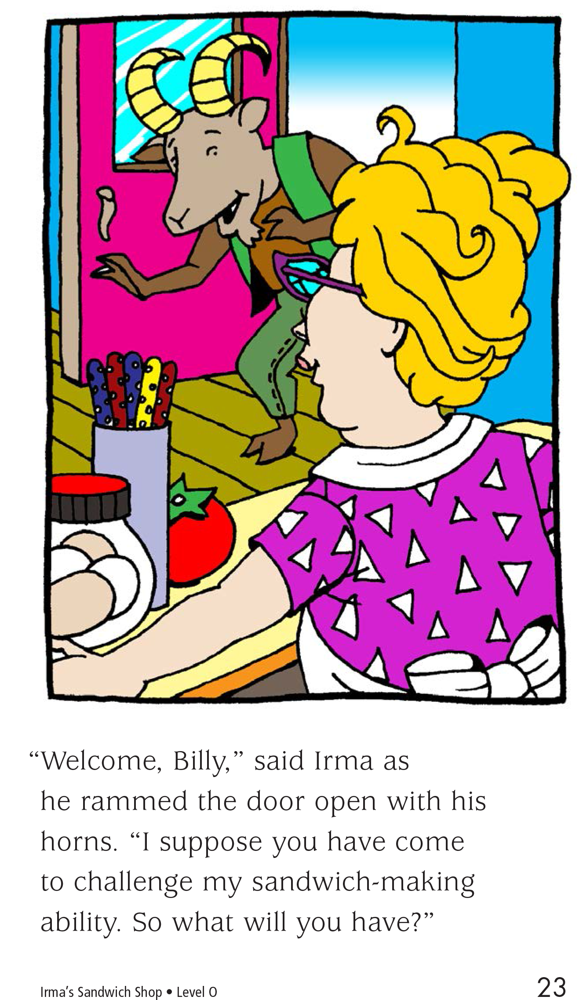 “Welcome, Billy,” said Irma as
he rammed the door open with his
horns. “I suppose you have come
to challenge my sandwich-making
ability. So what will you have?”
Irma’s Sandwich Shop • Level O
23